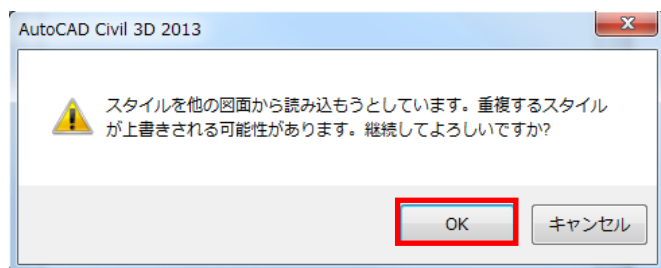 AutoCAD Civil 3D 2013
スタイルを他の図面から読み込もうとしています。重複するスタイル
が上書きされる可能性があります。継続してよろしいですか?
OK
キャンセル